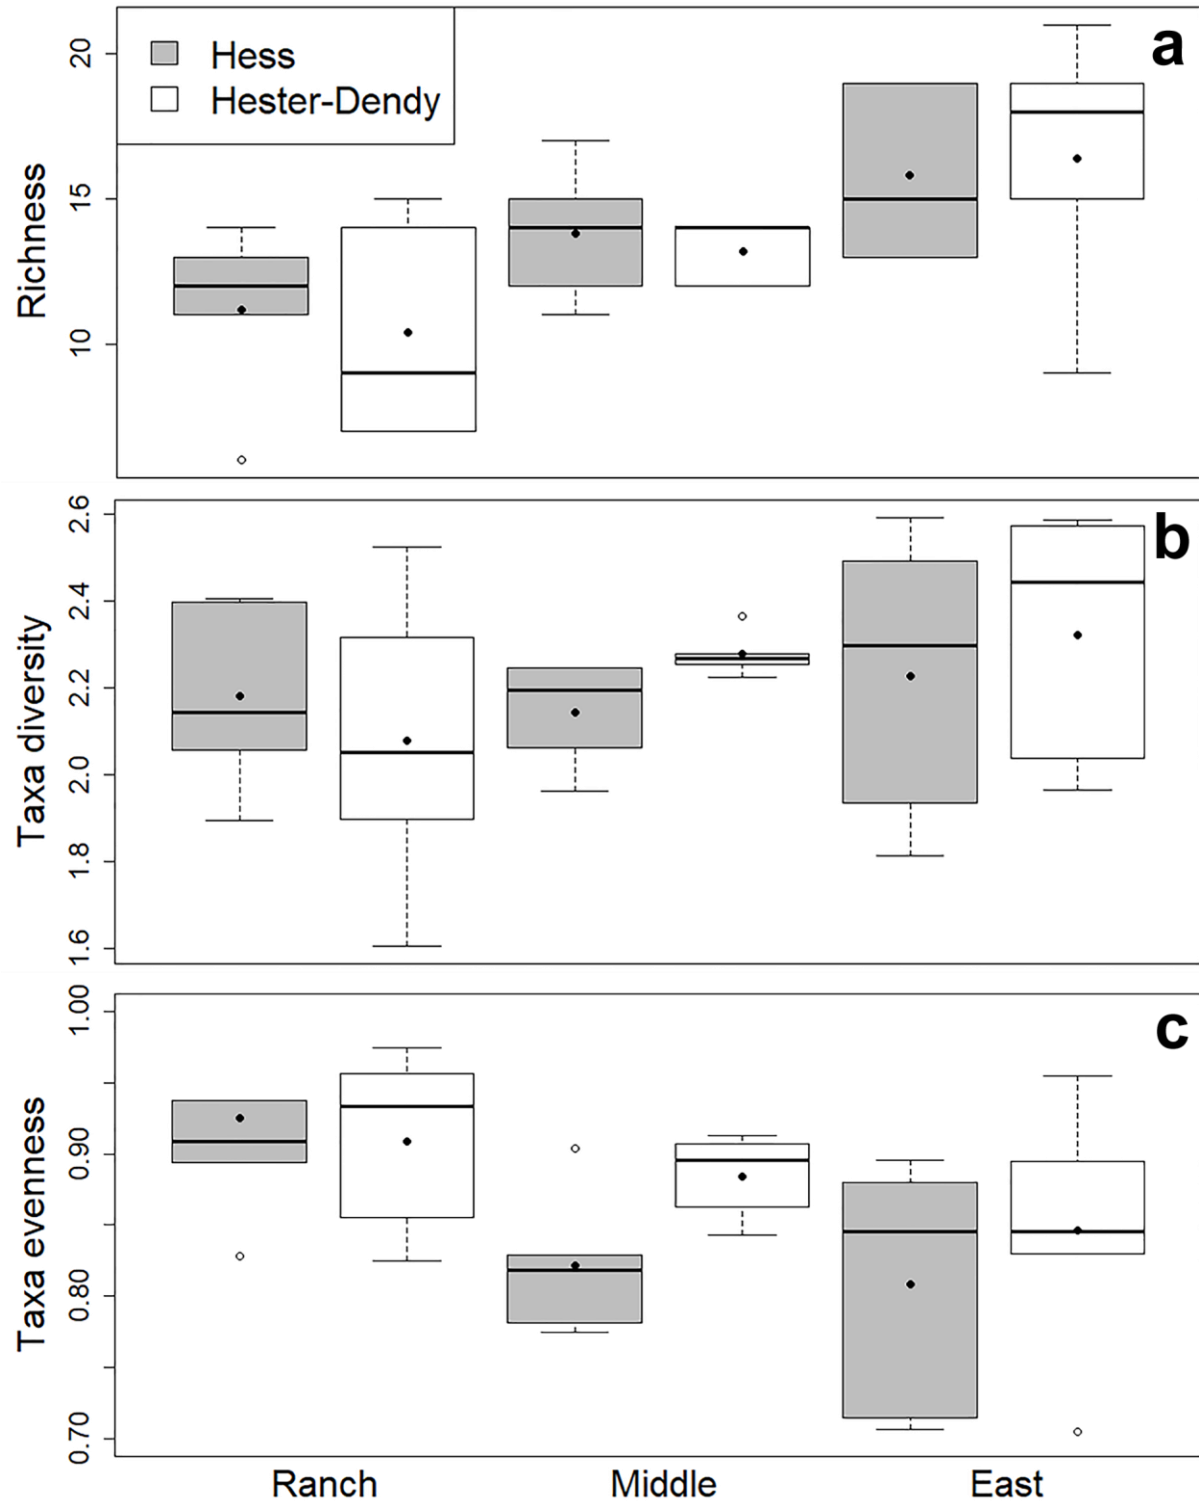 a
Hess
Hester-Dendy
Richness
20
15
10
b
Taxa diversity
2.6
2.4
2.2
2.0
1.8
1.6
c
Taxa evenness
1.00
0.90
0.80
0.70
Ranch Middle East